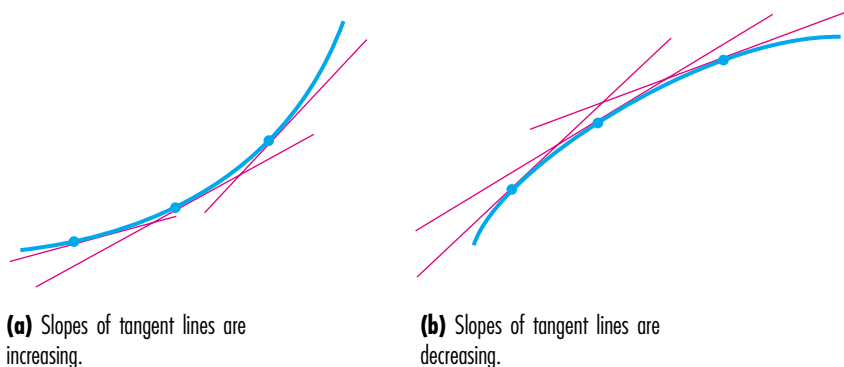 (a) Slopes of tangent lines are
increasing.
(b) Slopes of tangent lines are
decreasing.